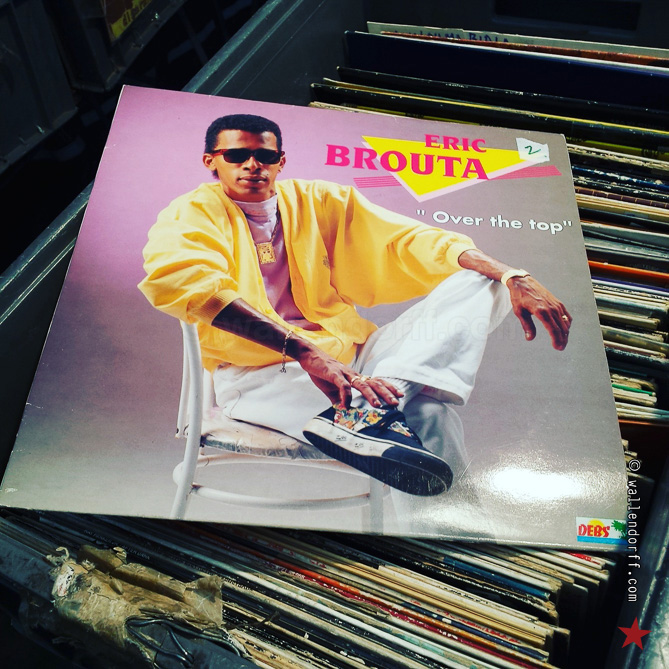 ERIC
BROUTA
2
" Over the top"
DEBS
© wallendorff.com